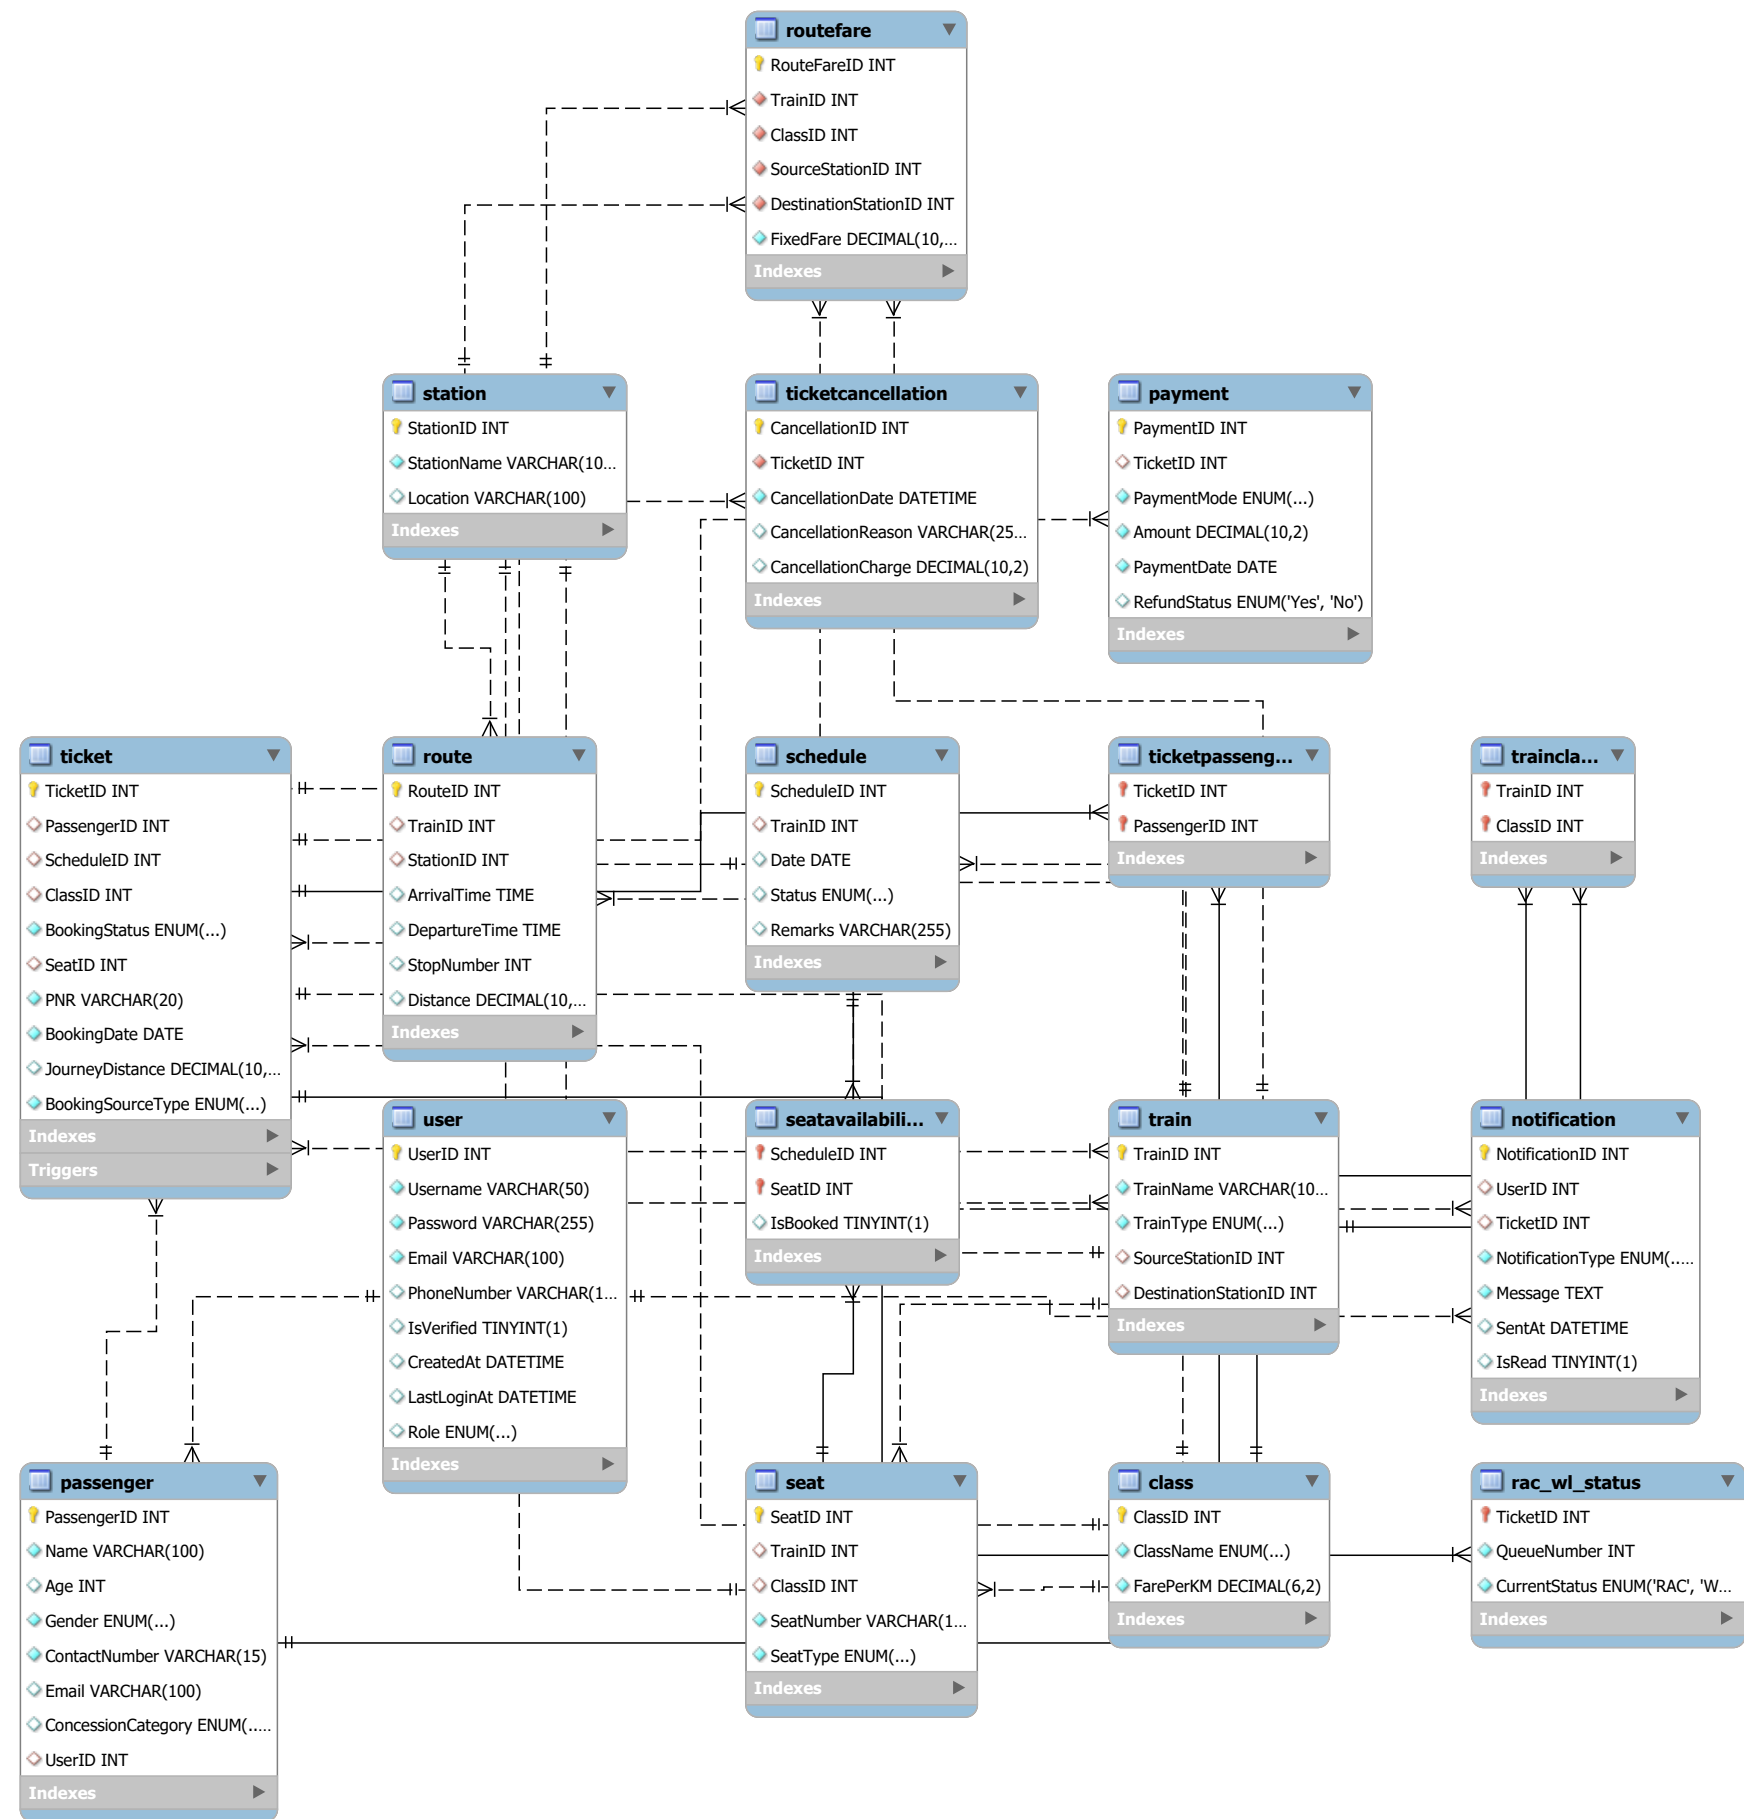 routefare
RouteFareID INT
TrainID INT
ClassID INT
SourceStationID INT
DestinationStationID INT
FixedFare DECIMAL(10,...
Indexes
station
StationID INT
StationName VARCHAR(10...
Location VARCHAR(100)
Indexes
ticketcancellation
CancellationID INT
TicketID INT
CancellationDate DATETIME
CancellationReason VARCHAR(25...
CancellationCharge DECIMAL(10,2)
Indexes
payment
PaymentID INT
TicketID INT
PaymentMode ENUM(...)
Amount DECIMAL(10,2)
PaymentDate DATE
RefundStatus ENUM('Yes', 'No')
Indexes
ticket
TicketID INT
PassengerID INT
ScheduleID INT
ClassID INT
BookingStatus ENUM(...)
SeatID INT
PNR VARCHAR(20)
BookingDate DATE
JourneyDistance DECIMAL(10,...
BookingSourceType ENUM(...)
Indexes
Triggers
route
RouteID INT
TrainID INT
StationID INT
ArrivalTime TIME
DepartureTime TIME
StopNumber INT
Distance DECIMAL(10,...
Indexes
schedule
ScheduleID INT
TrainID INT
Date DATE
Status ENUM(...)
Remarks VARCHAR(255)
Indexes
ticketpasseng...
TicketID INT
PassengerID INT
Indexes
traincla...
TrainID INT
ClassID INT
Indexes
user
UserID INT
Username VARCHAR(50)
Password VARCHAR(255)
Email VARCHAR(100)
PhoneNumber VARCHAR(1...
IsVerified TINYINT(1)
CreatedAt DATETIME
LastLoginAt DATETIME
Role ENUM(...)
Indexes
seatavailabili...
ScheduleID INT
SeatID INT
IsBooked TINYINT(1)
Indexes
train
TrainID INT
TrainName VARCHAR(10...
TrainType ENUM(...)
SourceStationID INT
DestinationStationID INT
Indexes
notification
NotificationID INT
UserID INT
TicketID INT
NotificationType ENUM(.....
Message TEXT
SentAt DATETIME
IsRead TINYINT(1)
Indexes
passenger
PassengerID INT
Name VARCHAR(100)
Age INT
Gender ENUM(...)
ContactNumber VARCHAR(15)
Email VARCHAR(100)
ConcessionCategory ENUM(.....
UserID INT
Indexes
seat
SeatID INT
TrainID INT
ClassID INT
SeatNumber VARCHAR(1...
SeatType ENUM(...)
Indexes
class
ClassID INT
ClassName ENUM(...)
FarePerKM DECIMAL(6,2)
Indexes
rac_wl_status
TicketID INT
QueueNumber INT
CurrentStatus ENUM('RAC', 'W...
Indexes